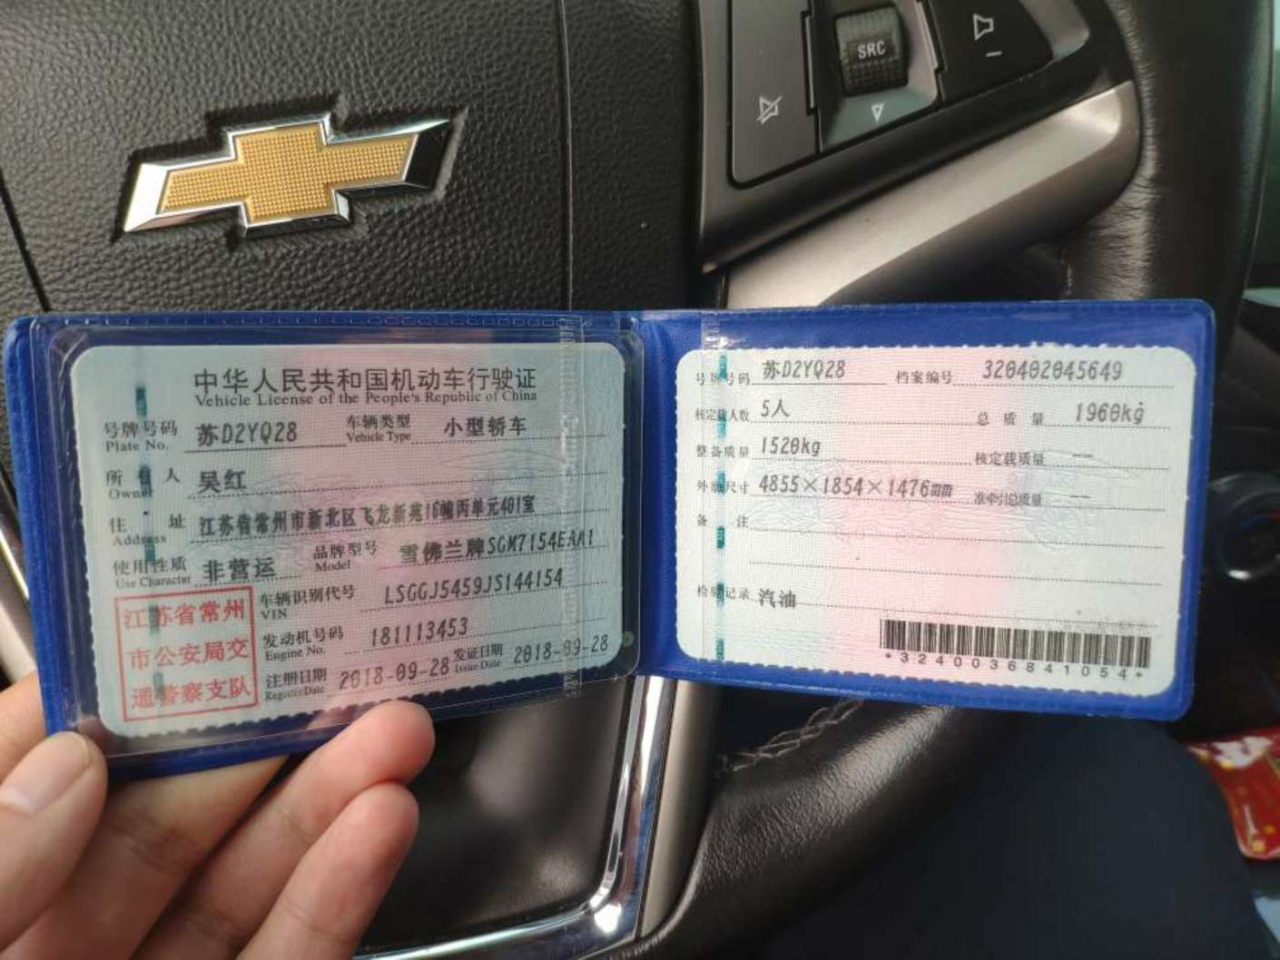 SRC
中华人民共和国机动车行驶证
Vehicle License of the People's Republic of China
号牌号码 苏D2YQ28 车辆类型 小型轿车
Plate No. Vehicle Type
所有人 吴红
Owner
住址 江苏省常州市新北区飞龙新苑16幢丙单元401室
Address
使用性质 非营运 品牌型号 雪佛兰牌SGM7154EAA1
Use Character Model
江苏省常州
市公安局交
通警察支队
车辆识别代号 LSGGJ5459JS144154
VIN
发动机号码 181113453
Engine No.
注册日期 2018-09-28 发证日期 2018-09-28
Register Date Issue Date
号牌号码 苏D2YQ28 档案编号 320402045649
核定载人数 5人 总质量 1960kg
整备质量 1520kg 核定载质量 --
外廓尺寸 4855×1854×1476mm 准牵引总质量 --
备注
检验记录 汽油
*3240036841054*